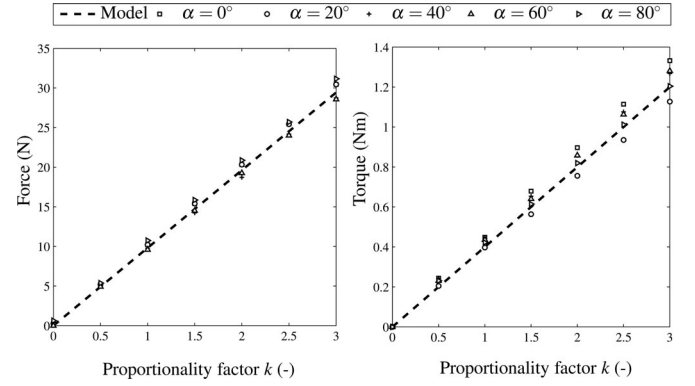 Model α = 0° α = 20° α = 40° α = 60° α = 80°
35
30
25
20
15
10
5
0
Force (N)
0 0.5 1 1.5 2 2.5 3
Proportionality factor k (-)
1.4
1.2
1
0.8
0.6
0.4
0.2
0
Torque (Nm)
0 0.5 1 1.5 2 2.5 3
Proportionality factor k (-)